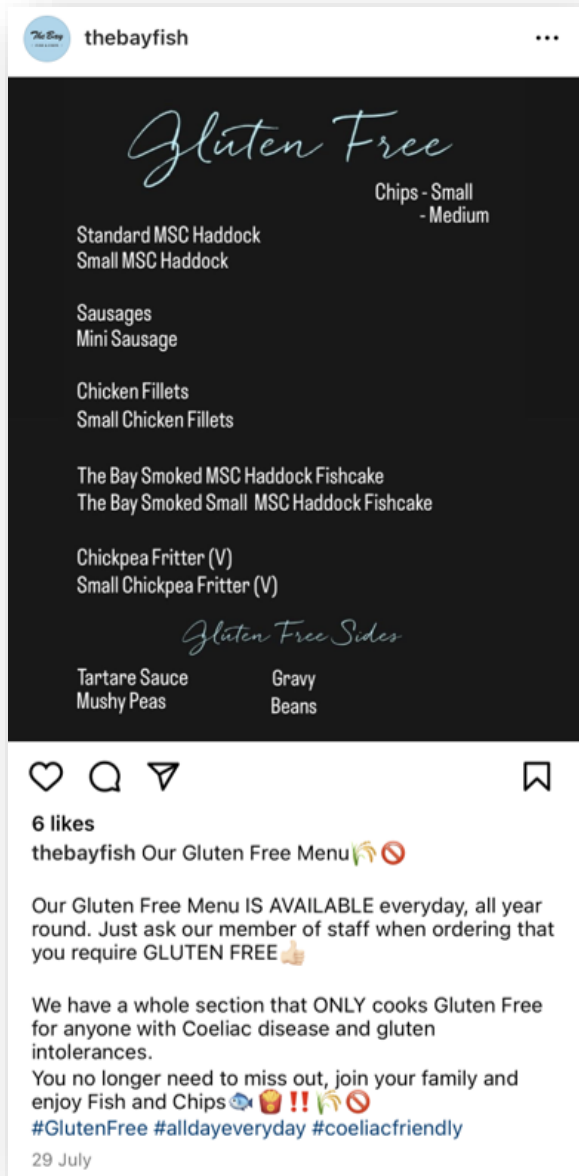 The Bay
FISH & CHIPS
thebayfish
Gluten Free
Chips - Small
- Medium
Standard MSC Haddock
Small MSC Haddock
Sausages
Mini Sausage
Chicken Fillets
Small Chicken Fillets
The Bay Smoked MSC Haddock Fishcake
The Bay Smoked Small MSC Haddock Fishcake
Chickpea Fritter (V)
Small Chickpea Fritter (V)
Gluten Free Sides
Tartare Sauce Gravy
Mushy Peas Beans
6 likes
thebayfish Our Gluten Free Menu🌾🚫
Our Gluten Free Menu IS AVAILABLE everyday, all year
round. Just ask our member of staff when ordering that
you require GLUTEN FREE👍🏻
We have a whole section that ONLY cooks Gluten Free
for anyone with Coeliac disease and gluten
intolerances.
You no longer need to miss out, join your family and
enjoy Fish and Chips🐟🍟‼️🌾🚫
#GlutenFree #alldayeveryday #coeliacfriendly
29 July